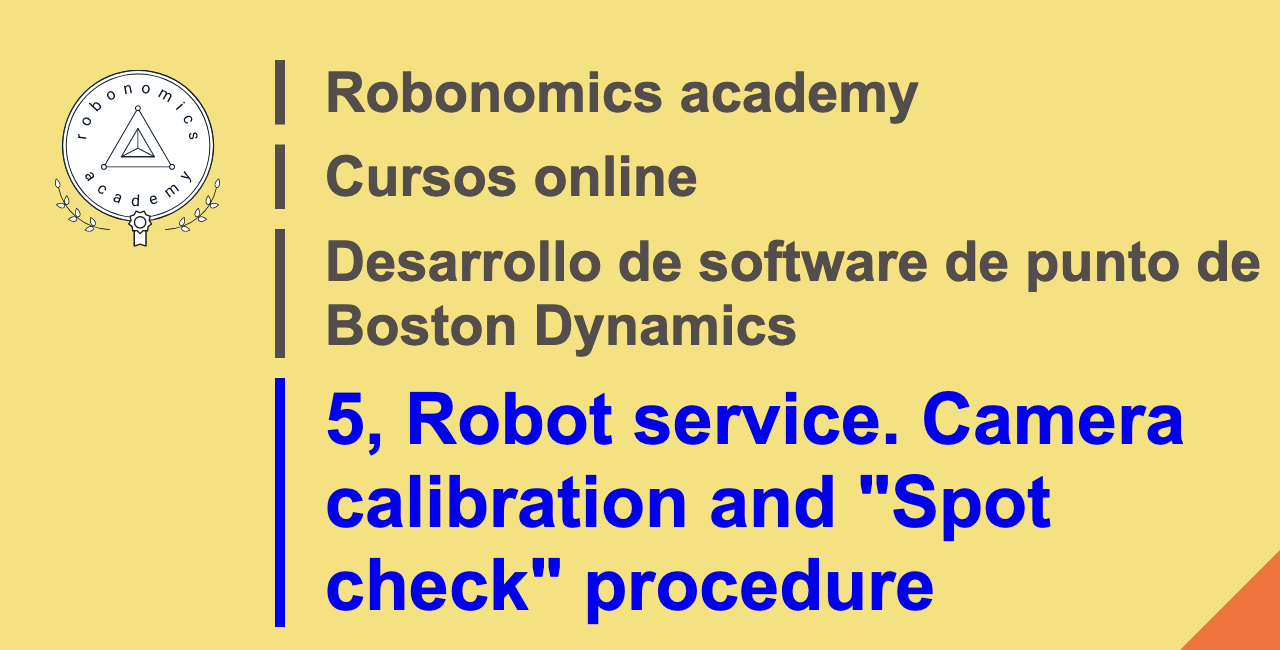 robonomics
academy
Robonomics academy
Cursos online
Desarrollo de software de punto de
Boston Dynamics
5, Robot service. Camera
calibration and "Spot
check" procedure